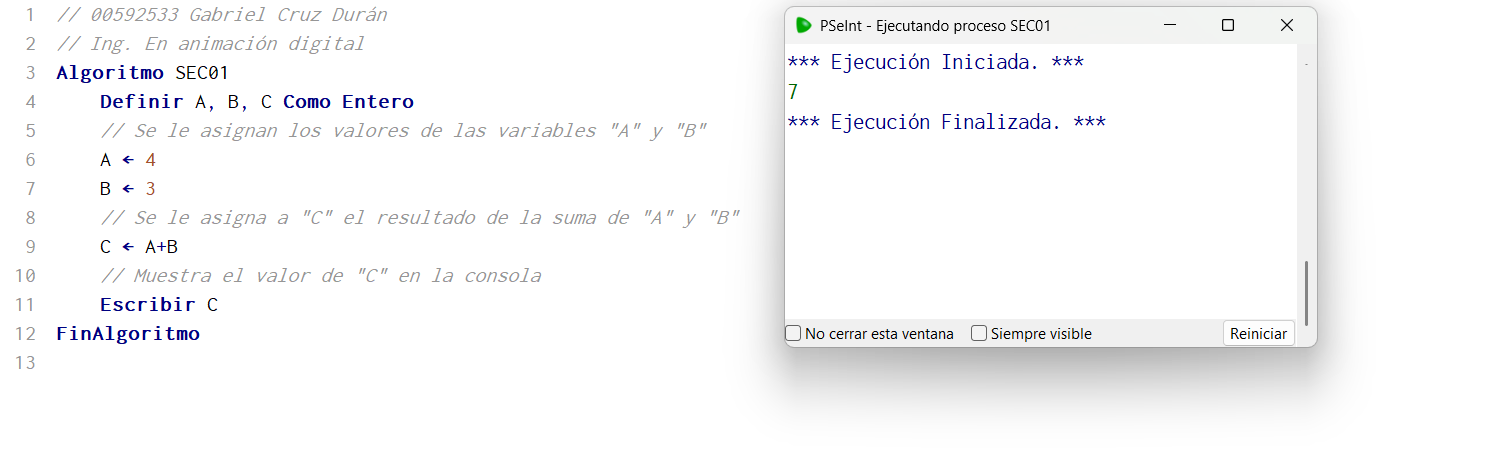 1 // 00592533 Gabriel Cruz Durán
2 // Ing. En animación digital
3 Algoritmo SEC01
4 Definir A, B, C Como Entero
5 // Se le asignan los valores de las variables "A" y "B"
6 A ← 4
7 B ← 3
8 // Se le asigna a "C" el resultado de la suma de "A" y "B"
9 C ← A+B
10 // Muestra el valor de "C" en la consola
11 Escribir C
12 FinAlgoritmo
13
PSeInt - Ejecutando proceso SEC01
*** Ejecución Iniciada. ***
7
*** Ejecución Finalizada. ***
No cerrar esta ventana Siempre visible Reiniciar